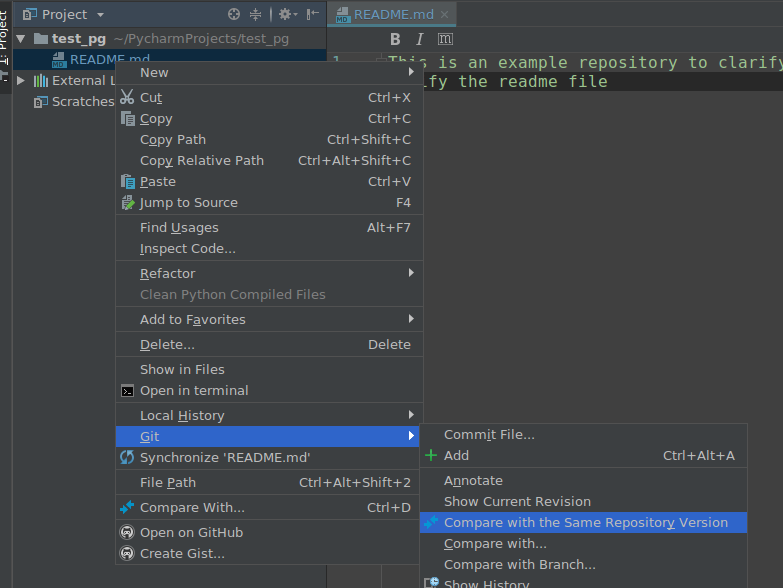 1: Project
Project
README.md
test_pg ~/PycharmProjects/test_pg
B I m
README.md
1 This is an example repository to clarify
ify the readme file
External L
Scratches
New
Cut Ctrl+X
Copy Ctrl+C
Copy Path Ctrl+Shift+C
Copy Relative Path Ctrl+Alt+Shift+C
Paste Ctrl+V
Jump to Source F4
Find Usages Alt+F7
Inspect Code...
Refactor
Clean Python Compiled Files
Add to Favorites
Delete... Delete
Show in Files
Open in terminal
Local History
Git
Synchronize 'README.md'
File Path Ctrl+Alt+Shift+2
Compare With... Ctrl+D
Open on GitHub
Create Gist...
Commit File...
Add Ctrl+Alt+A
Annotate
Show Current Revision
Compare with the Same Repository Version
Compare with...
Compare with Branch...
Show History